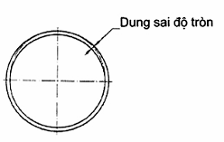 Dung sai độ tròn